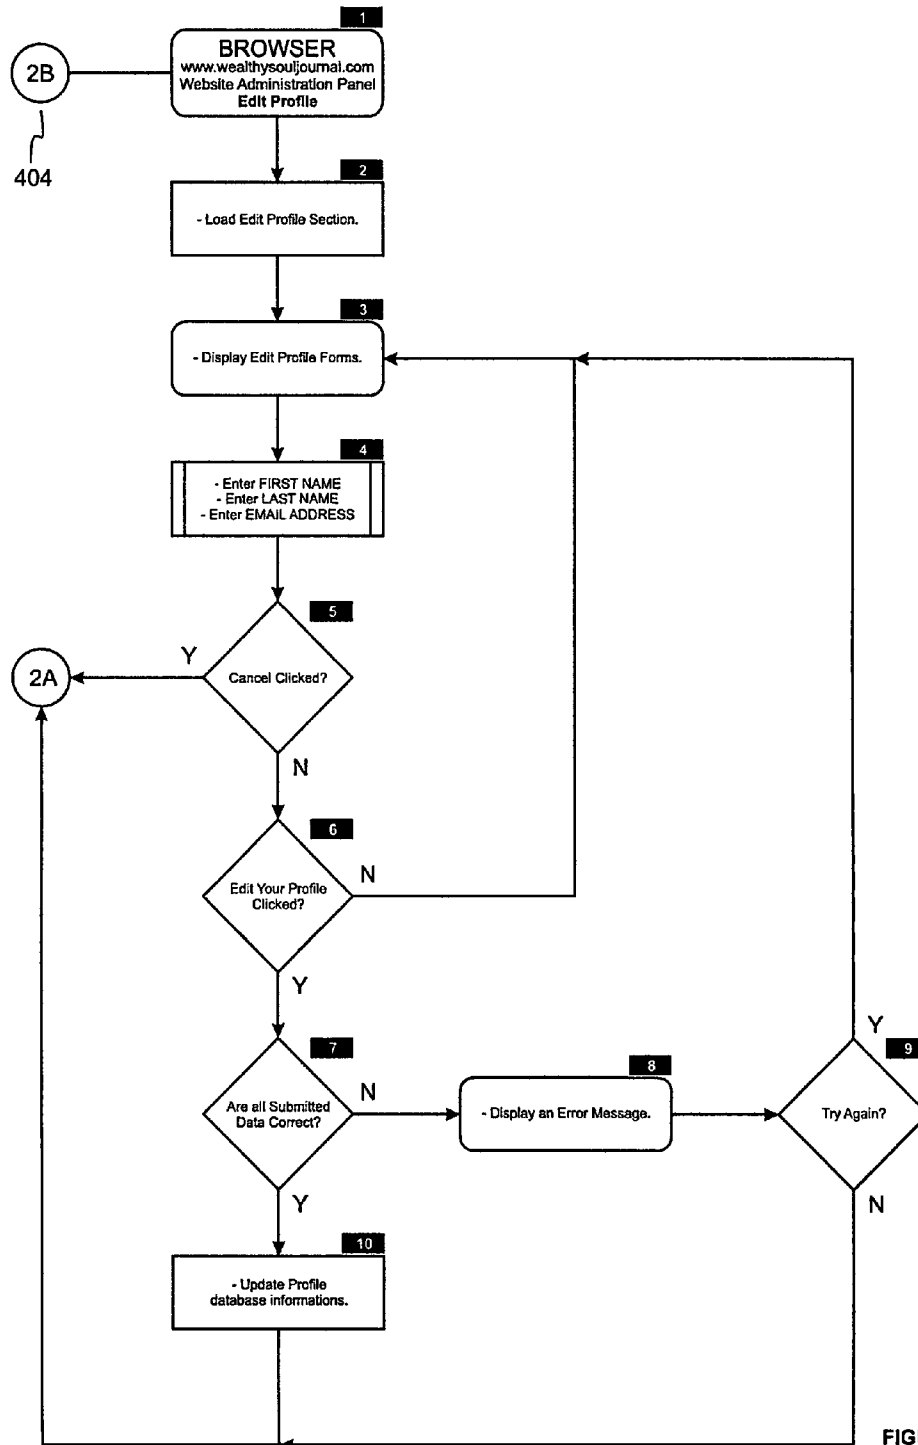 1
BROWSER
www.wealthysouljournal.com
Website Administration Panel
Edit Profile
2B
404
2
- Load Edit Profile Section.
3
- Display Edit Profile Forms.
4
- Enter FIRST NAME
- Enter LAST NAME
- Enter EMAIL ADDRESS
5
Cancel Clicked?
Y
2A
N
6
Edit Your Profile
Clicked?
N
Y
7
Are all Submitted
Data Correct?
N
8
- Display an Error Message.
Y
9
Try Again?
N
Y
10
- Update Profile
database informations.
FIG